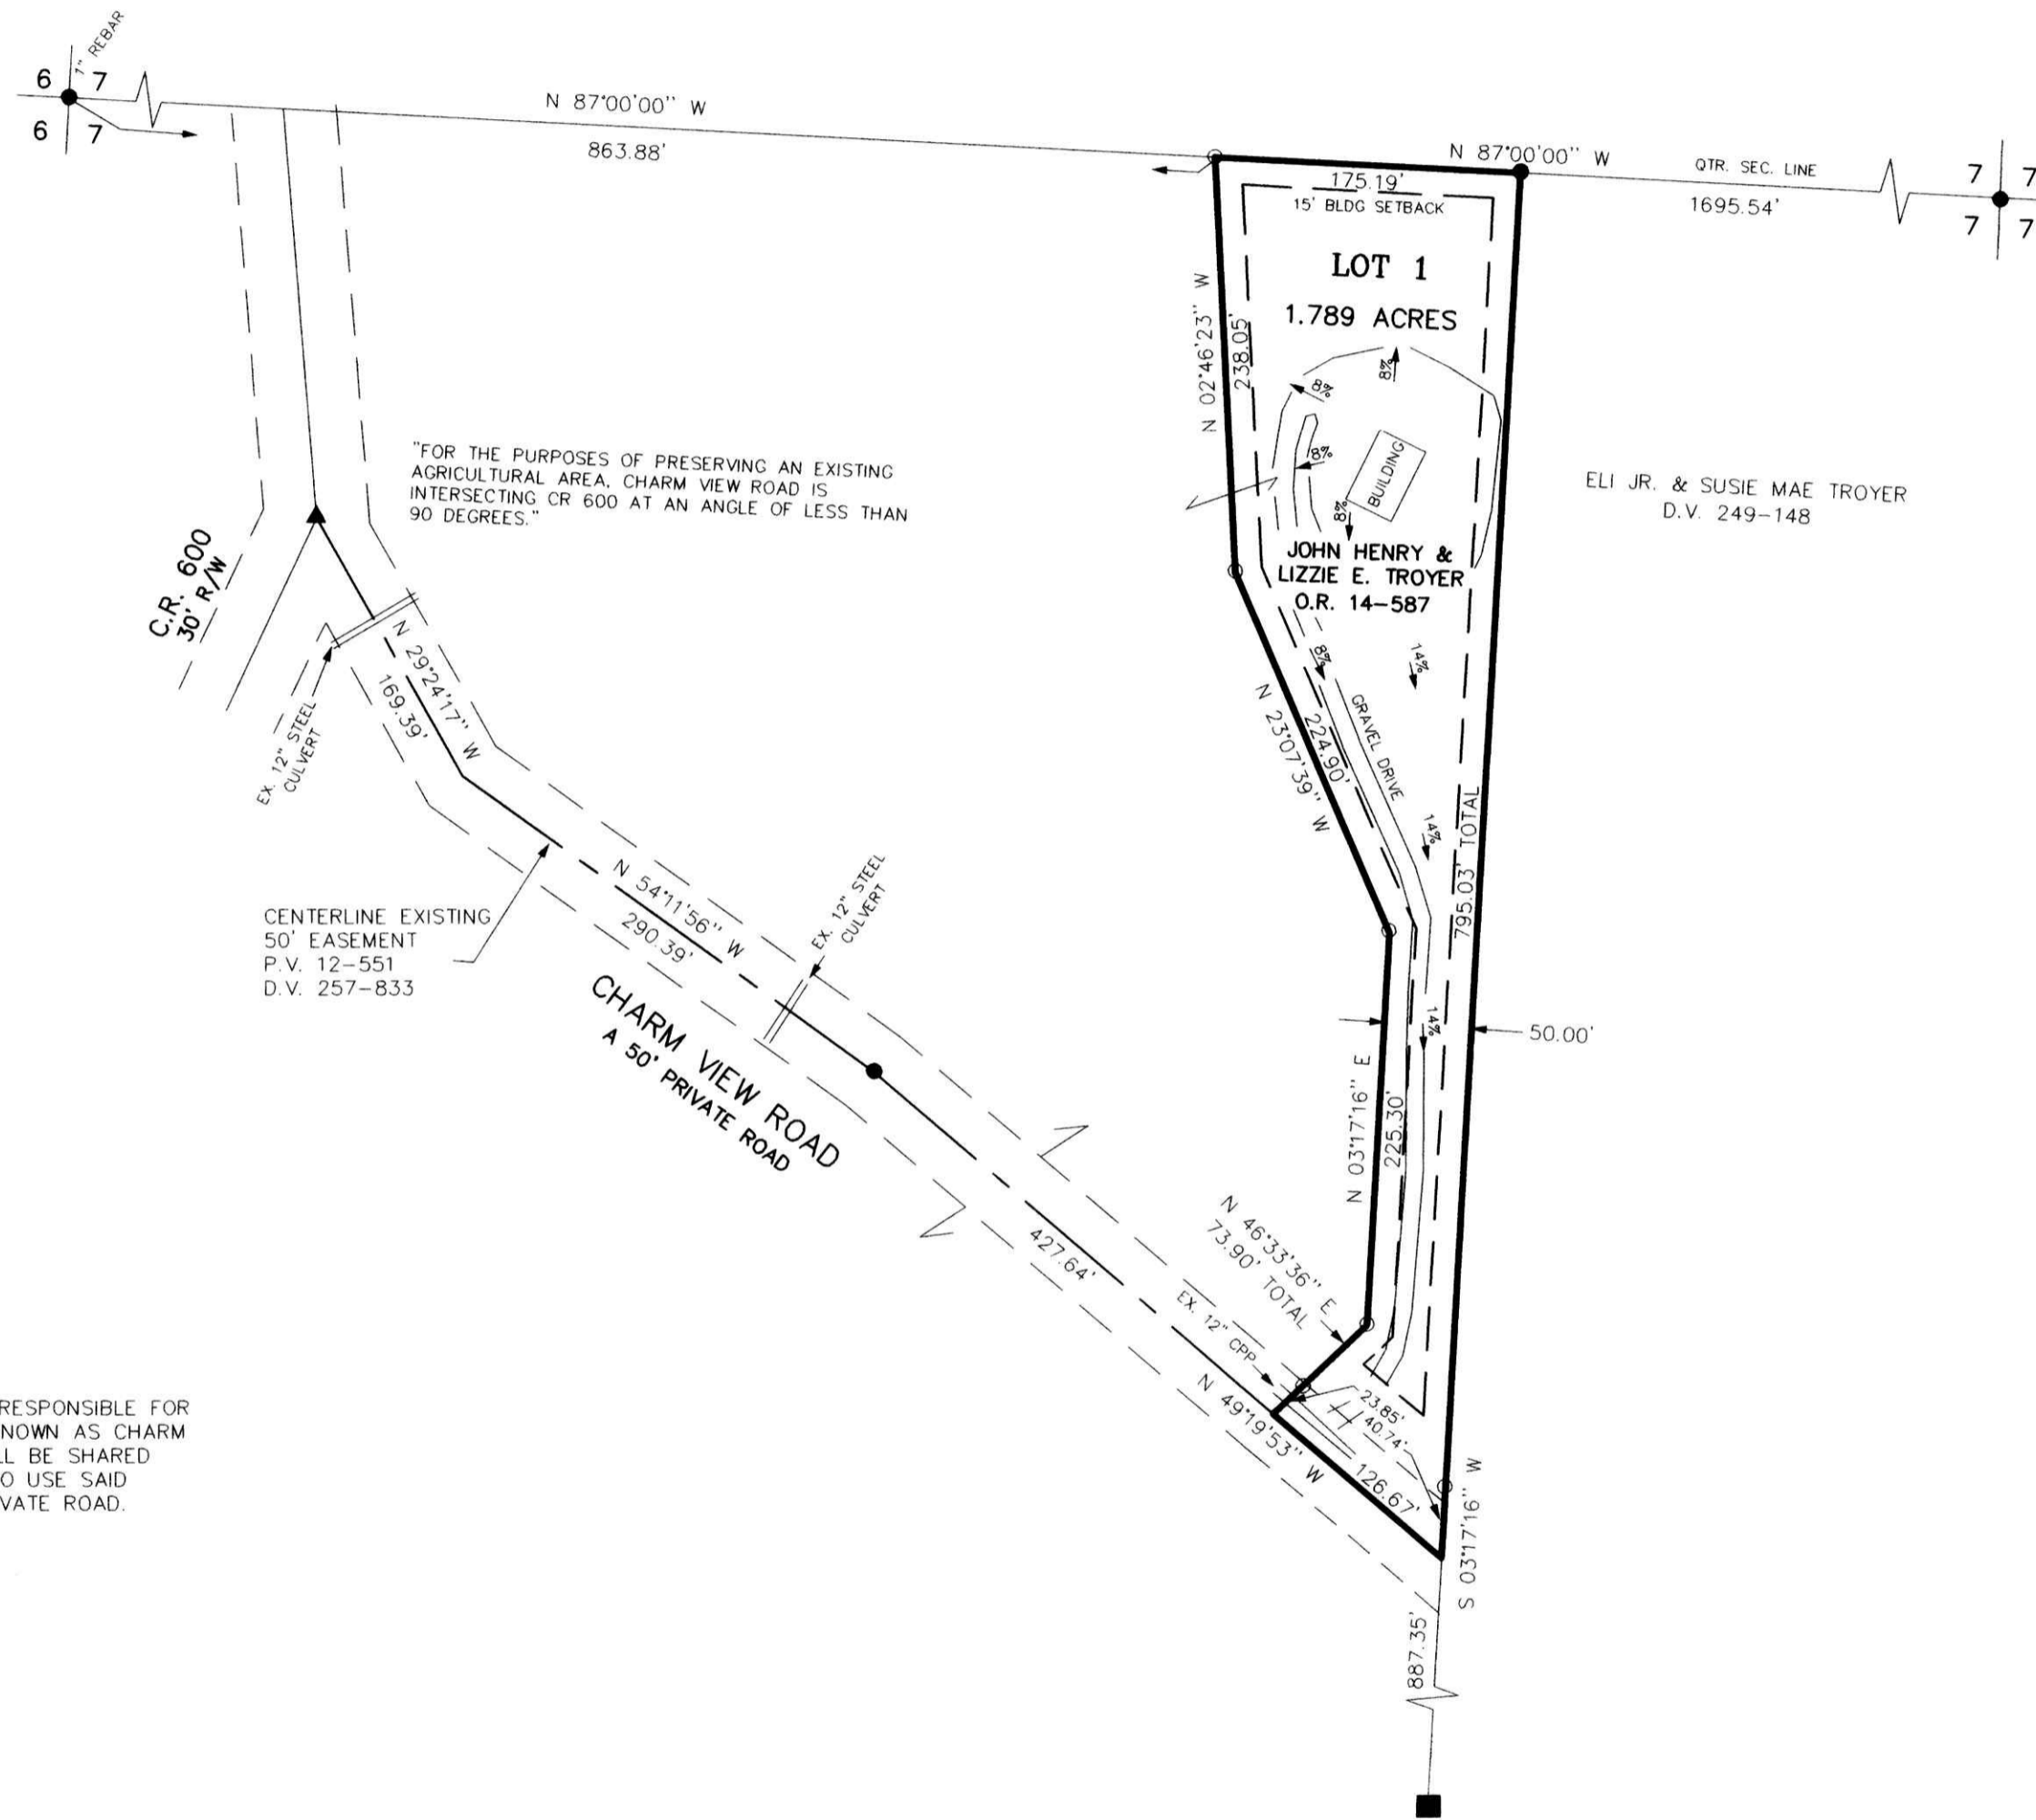 1" REBAR
6 7
6 7
N 87°00'00" W
863.88'
N 87°00'00" W
175.19'
15' BLDG SETBACK
QTR. SEC. LINE
1695.54'
7 7
7 7
LOT 1
1.789 ACRES
N 02°46'23" W
238.05'
8%
8%
8%
8%
BUILDING
"FOR THE PURPOSES OF PRESERVING AN EXISTING
AGRICULTURAL AREA, CHARM VIEW ROAD IS
INTERSECTING CR 600 AT AN ANGLE OF LESS THAN
90 DEGREES."
ELI JR. & SUSIE MAE TROYER
D.V. 249-148
JOHN HENRY &
LIZZIE E. TROYER
O.R. 14-587
C.R. 600
30' R/W
N 29°24'17" W
169.39'
EX. 12" STEEL
CULVERT
8%
14%
GRAVEL DRIVE
N 23°07'39" W
224.90'
14%
795.03' TOTAL
CENTERLINE EXISTING
50' EASEMENT
P.V. 12-551
D.V. 257-833
N 54°11'56" W
290.39'
EX. 12" STEEL
CULVERT
CHARM VIEW ROAD
A 50' PRIVATE ROAD
14%
50.00'
N 03°17'16" E
225.30'
N 46°33'36" E
73.90' TOTAL
427.64'
EX. 12" CPP
N 49°19'53" W
23.85'
40.74'
126.67'
S 03°17'16" W
887.35'
RESPONSIBLE FOR
NOWN AS CHARM
L BE SHARED
O USE SAID
VATE ROAD.